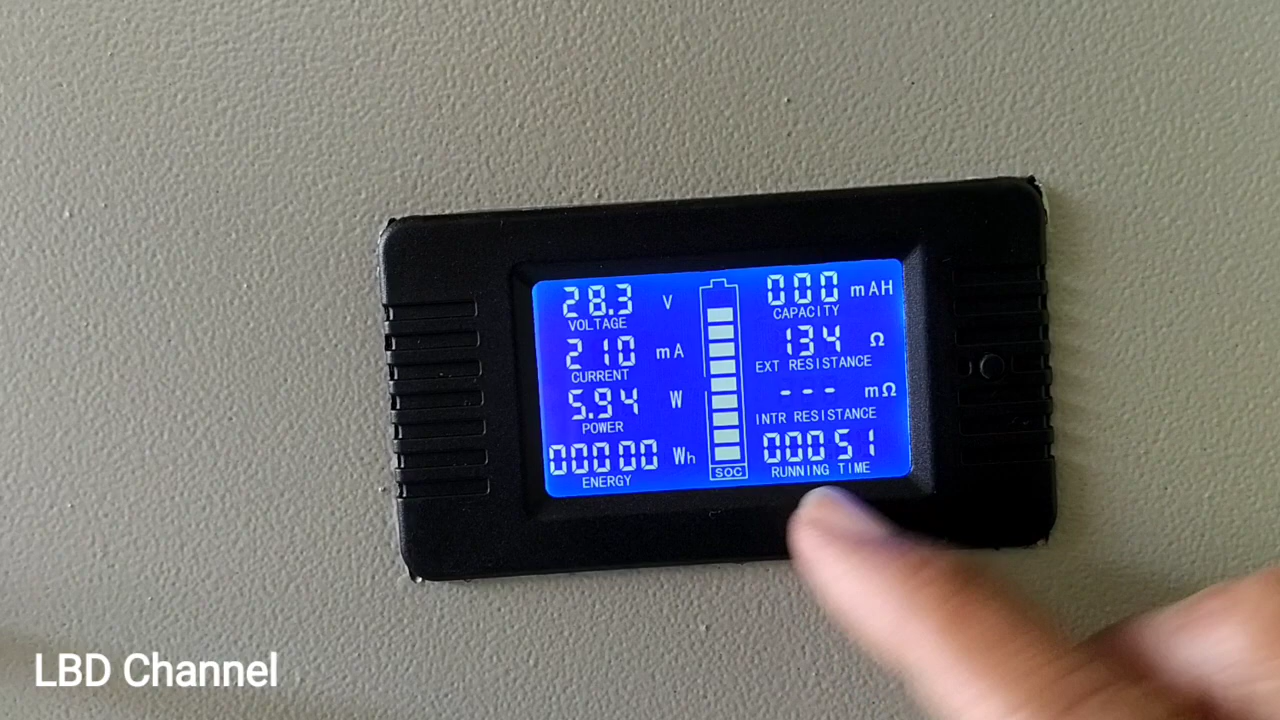 28.3 V
VOLTAGE
210 mA
CURRENT
5.94 W
POWER
00000 Wh
ENERGY
SOC
000 mAH
CAPACITY
134 Ω
EXT RESISTANCE
--- mΩ
INTR RESISTANCE
000051
RUNNING TIME
LBD Channel